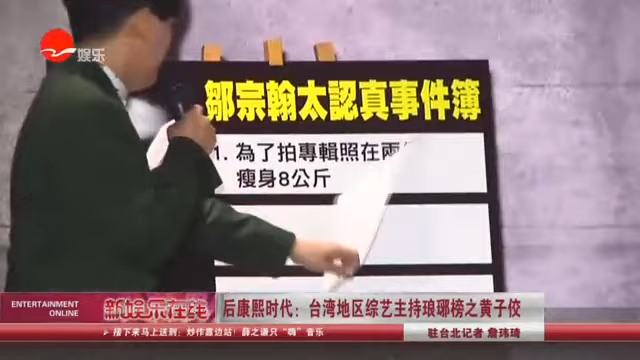 娱乐
鄒宗翰太認真事件簿
1. 為了拍專輯照在兩
瘦身8公斤
ENTERTAINMENT
ONLINE
新娱乐在线
后康熙时代：台湾地区综艺主持琅琊榜之黄子佼
接下来马上送到：炒作靠边站！薛之谦只“嗨”音乐
驻台北记者 詹玮琦